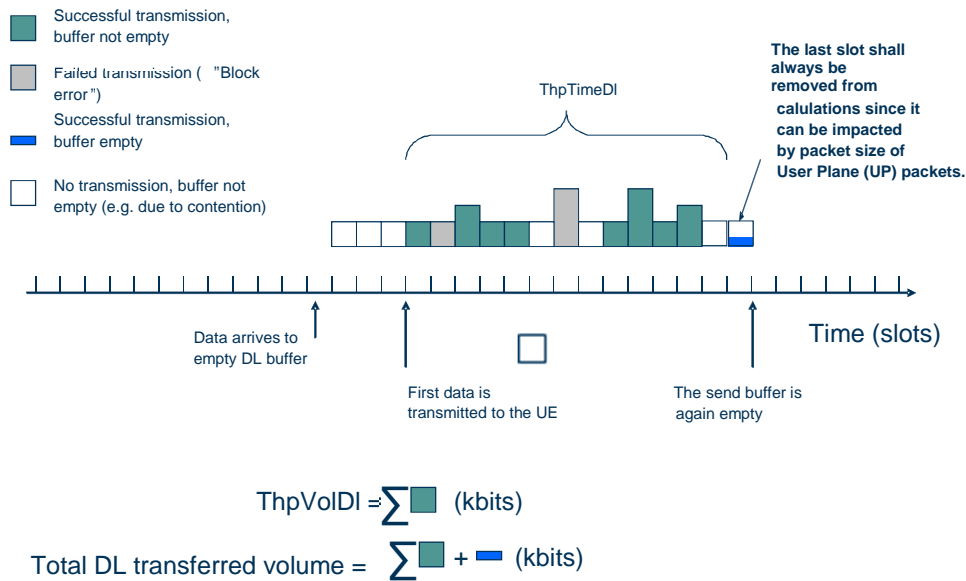 Successful transmission,
buffer not empty
Failed transmission ( "Block
error")
Successful transmission,
buffer empty
No transmission, buffer not
empty (e.g. due to contention)
ThpTimeDl
The last slot shall
always be
removed from
calulations since it
can be impacted
by packet size of
User Plane (UP) packets.
Data arrives to
empty DL buffer
First data is
transmitted to the UE
The send buffer is
again empty
Time (slots)
ThpVolDl = ∑ (kbits)
Total DL transferred volume = ∑ + (kbits)